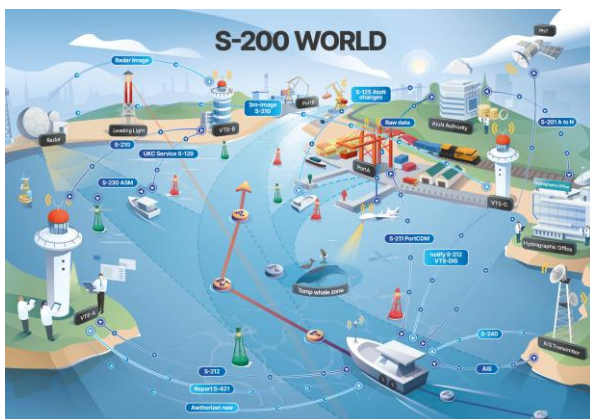 S-200 WORLD
PNT
Radar Image
S-125 AtoN
changes
PortB
Sm-image
S-210
S-201 A to N
AtoN Authority
Raw data
Radar
Leading Light
VTS-B
S-210
UKC Service S-129
PortA
S-230 ASM
VTS-C
S-211 PortCDM
Hydrographic Office
notify S-212
VTS-DIS
Temp whale zone
VTS-A
S-240
AIS Transmitter
AIS
S-212
Report S-421